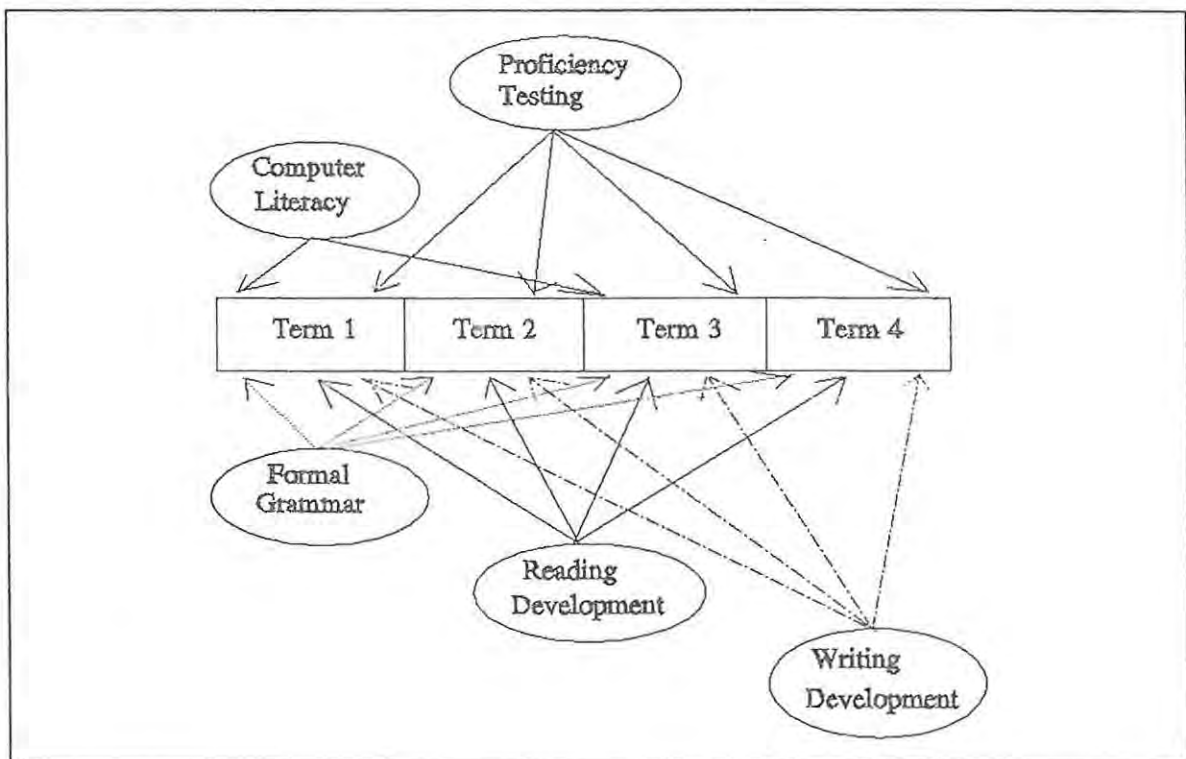 Proficiency
Testing
Computer
Literacy
Term 1
Term 2
Term 3
Term 4
Formal
Grammar
Reading
Development
Writing
Development